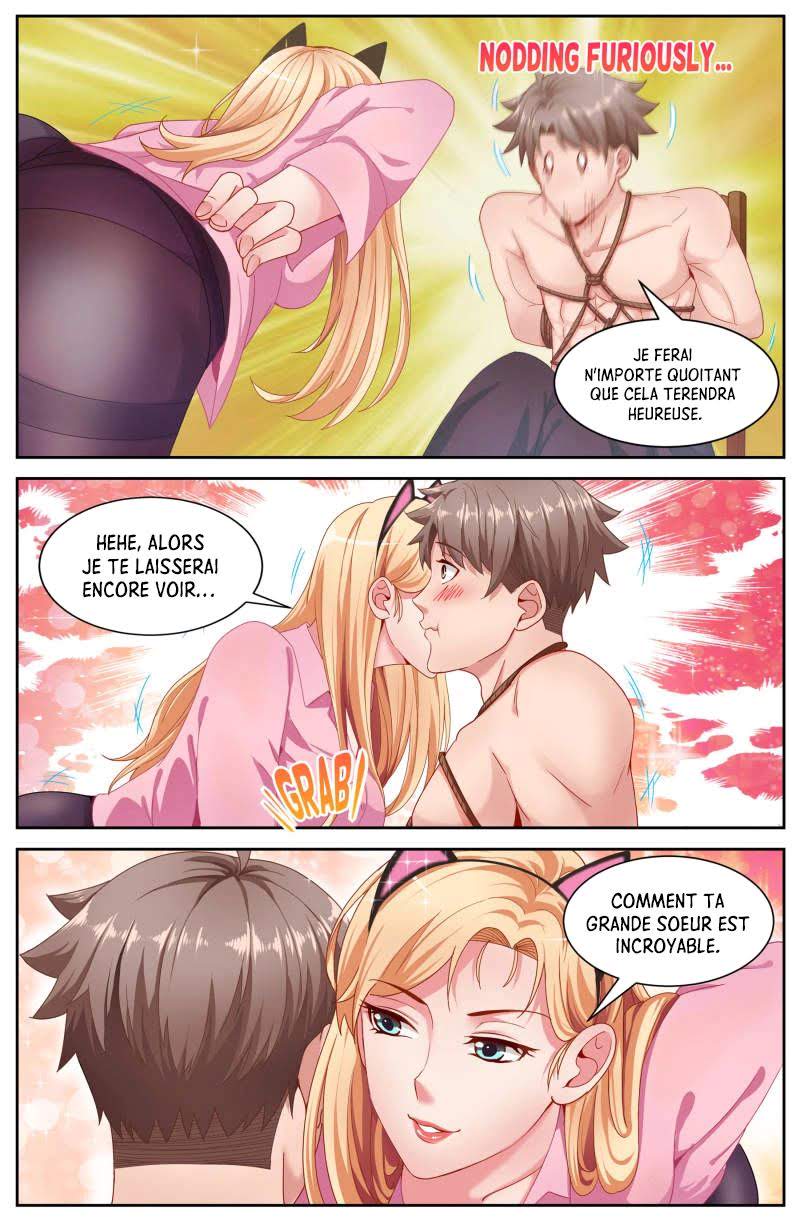 NODDING FURIOUSLY...
JE FERAI
N'IMPORTE QUOITANT
QUE CELA TERENDRA
HEUREUSE.
HEHE, ALORS
JE TE LAISSERAI
ENCORE VOIR...
GRAB
COMMENT TA
GRANDE SOEUR EST
INCROYABLE.